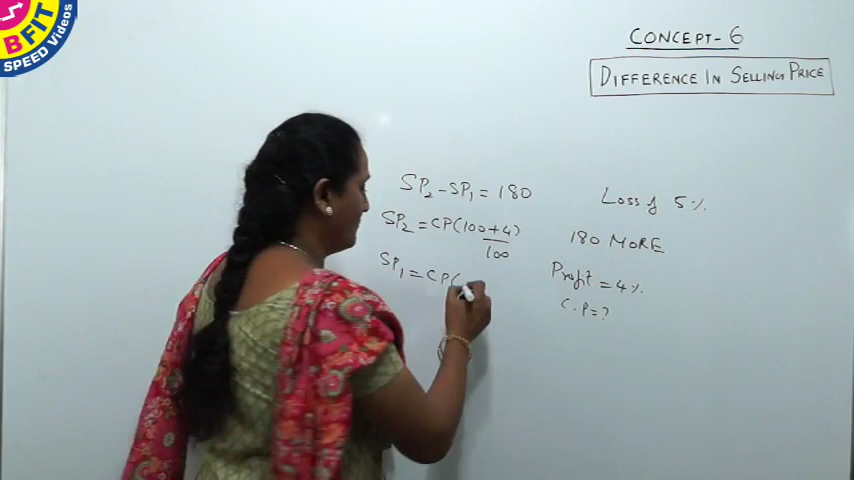 BFIT
SPEED Videos
CONCEPT-6
DIFFERENCE IN SELLING PRICE
SP₂-SP₁=180
SP₂=CP(100+4)
100
SP₁=CP(
Loss of 5%.
180 MORE
Profit=4%.
C.P=?